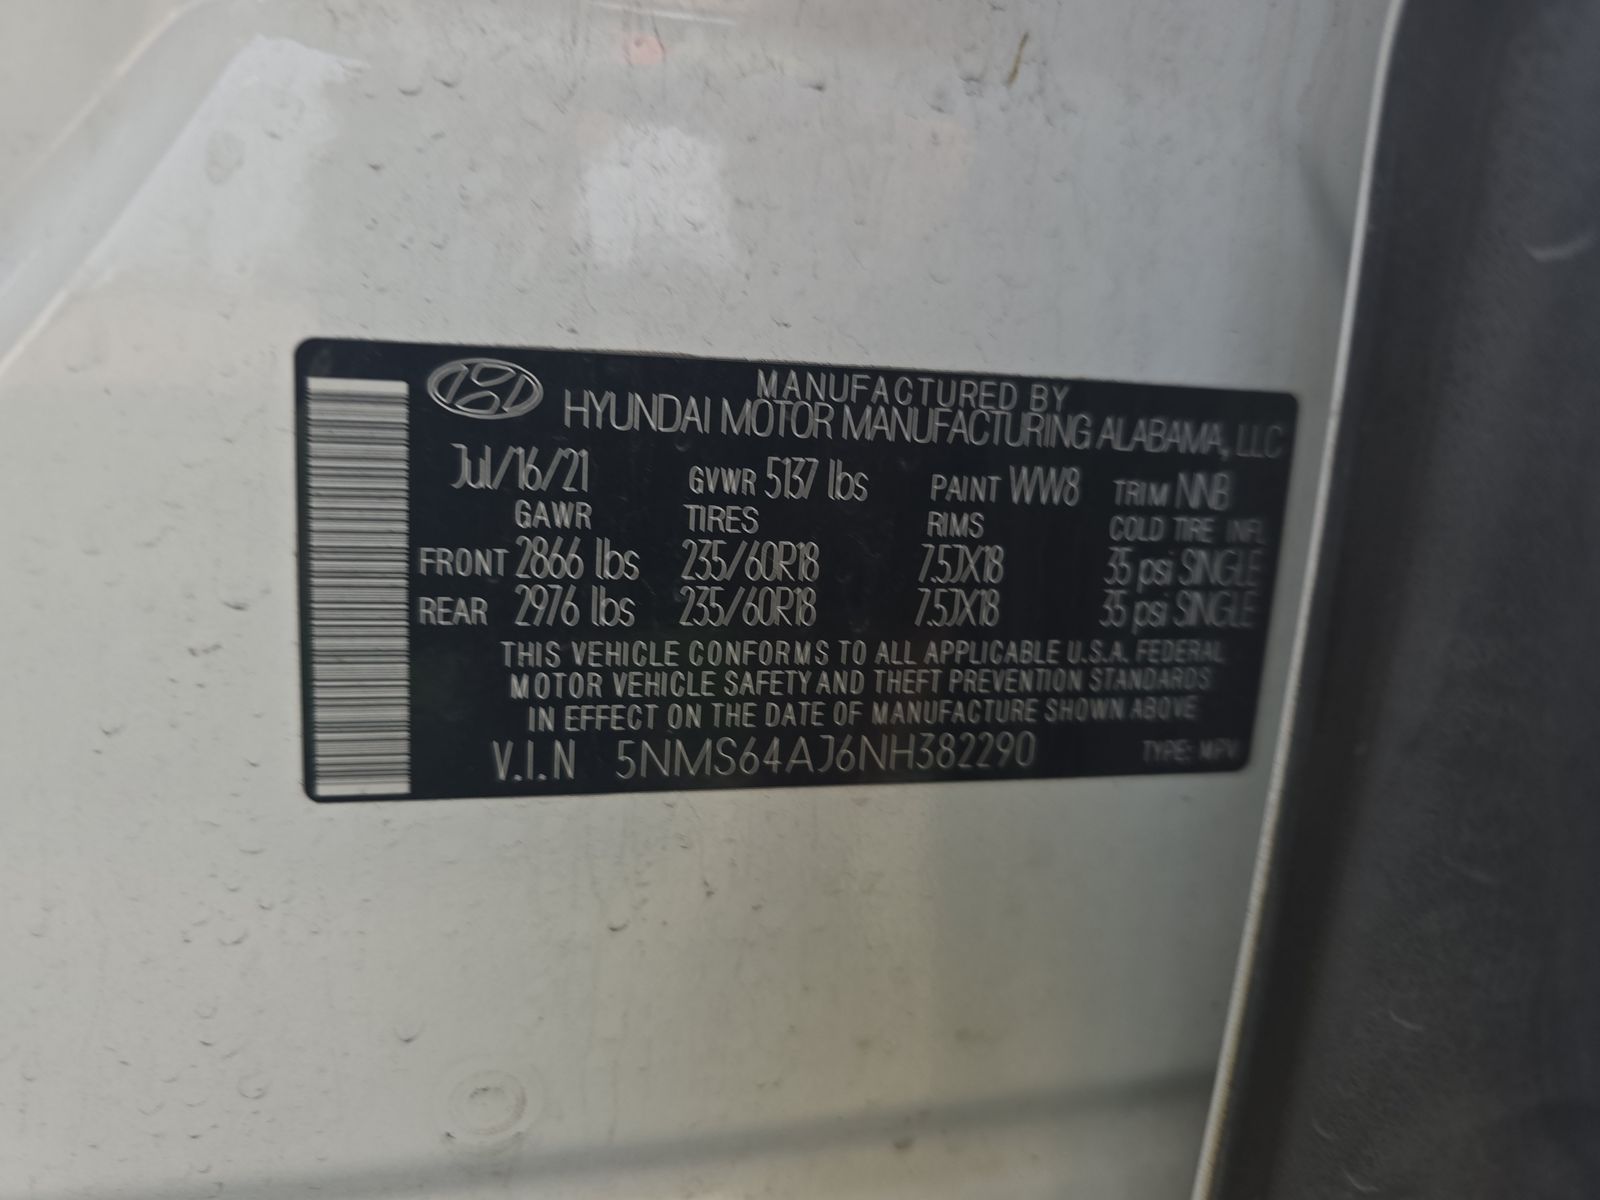 MANUFACTURED BY
HYUNDAI MOTOR MANUFACTURING ALABAMA, LLC
Jul/16/21 GVWR 5137 lbs PAINT WW8 TRIM NNB
GAWR TIRES RIMS COLD TIRE INFL
FRONT 2866 lbs 235/60R18 7.5JX18 35 psi SINGLE
REAR 2976 lbs 235/60R18 7.5JX18 35 psi SINGLE
THIS VEHICLE CONFORMS TO ALL APPLICABLE U.S.A. FEDERAL
MOTOR VEHICLE SAFETY AND THEFT PREVENTION STANDARDS
IN EFFECT ON THE DATE OF MANUFACTURE SHOWN ABOVE
V.I.N 5NMS64AJ6NH382290 TYPE: MPV